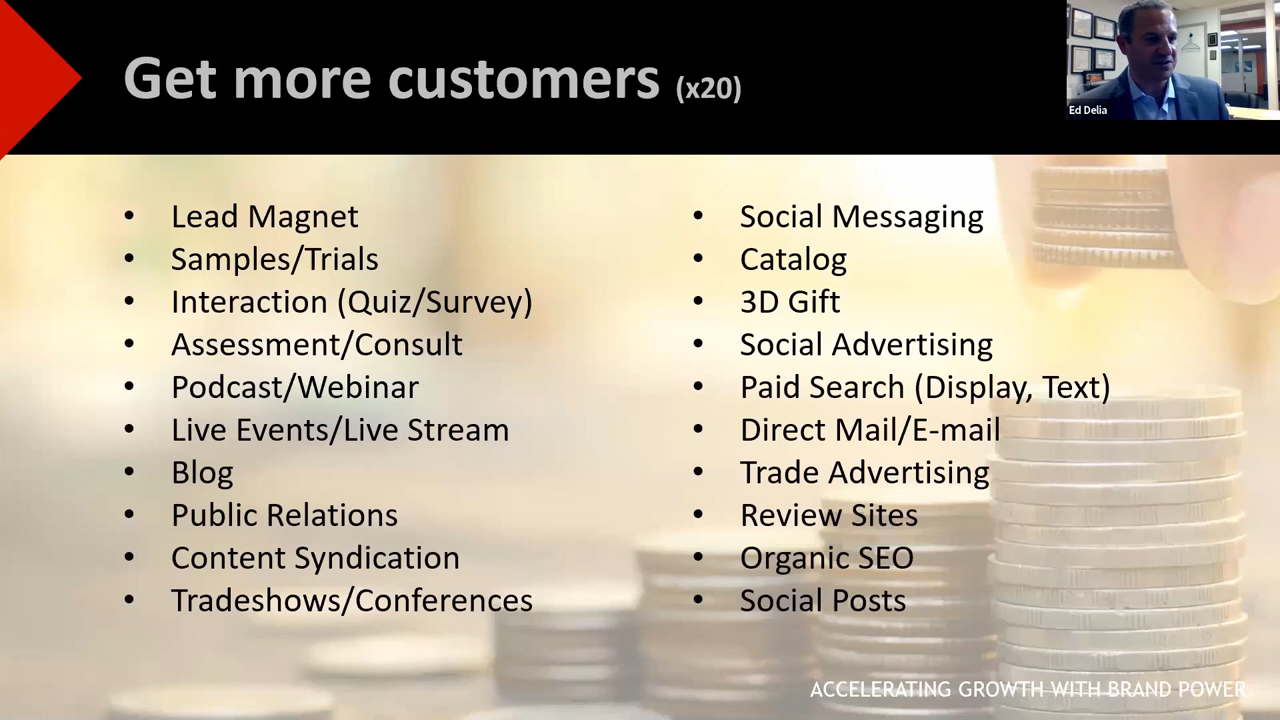 Get more customers (x20)
Ed Delia
• Lead Magnet
• Samples/Trials
• Interaction (Quiz/Survey)
• Assessment/Consult
• Podcast/Webinar
• Live Events/Live Stream
• Blog
• Public Relations
• Content Syndication
• Tradeshows/Conferences
• Social Messaging
• Catalog
• 3D Gift
• Social Advertising
• Paid Search (Display, Text)
• Direct Mail/E-mail
• Trade Advertising
• Review Sites
• Organic SEO
• Social Posts
ACCELERATING GROWTH WITH BRAND POWER